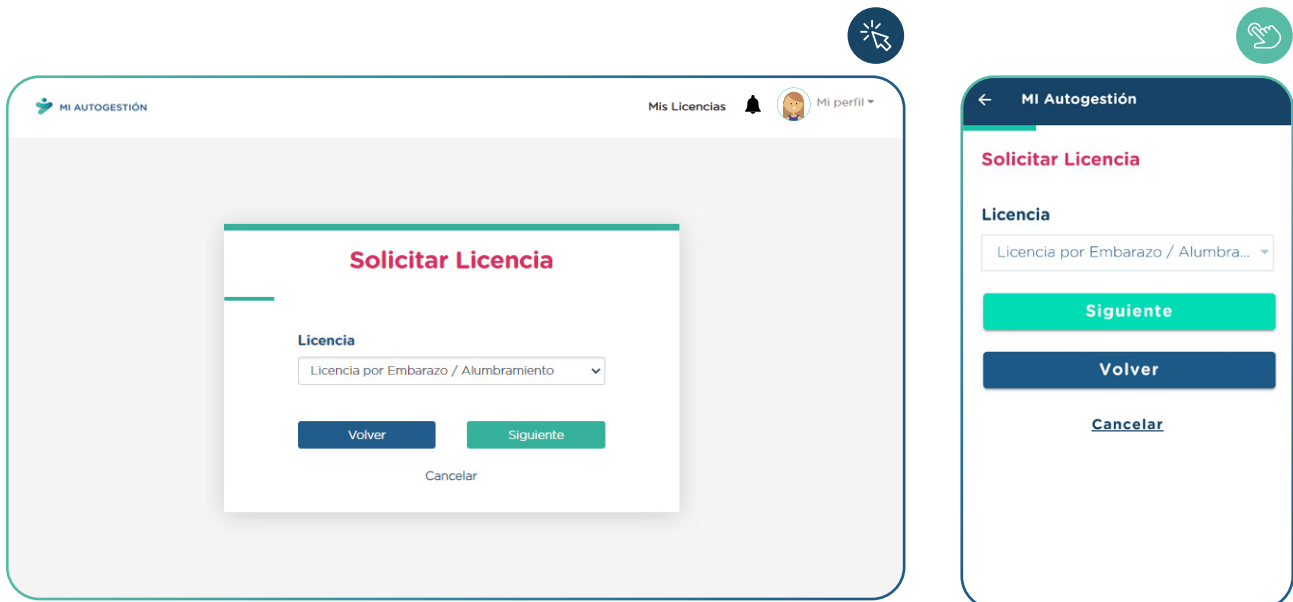 MI AUTOGESTIÓN
Mis Licencias
Mi perfil
Solicitar Licencia
Licencia
Licencia por Embarazo / Alumbramiento
Volver
Siguiente
Cancelar
MI Autogestión
Solicitar Licencia
Licencia
Licencia por Embarazo / Alumbra...
Siguiente
Volver
Cancelar